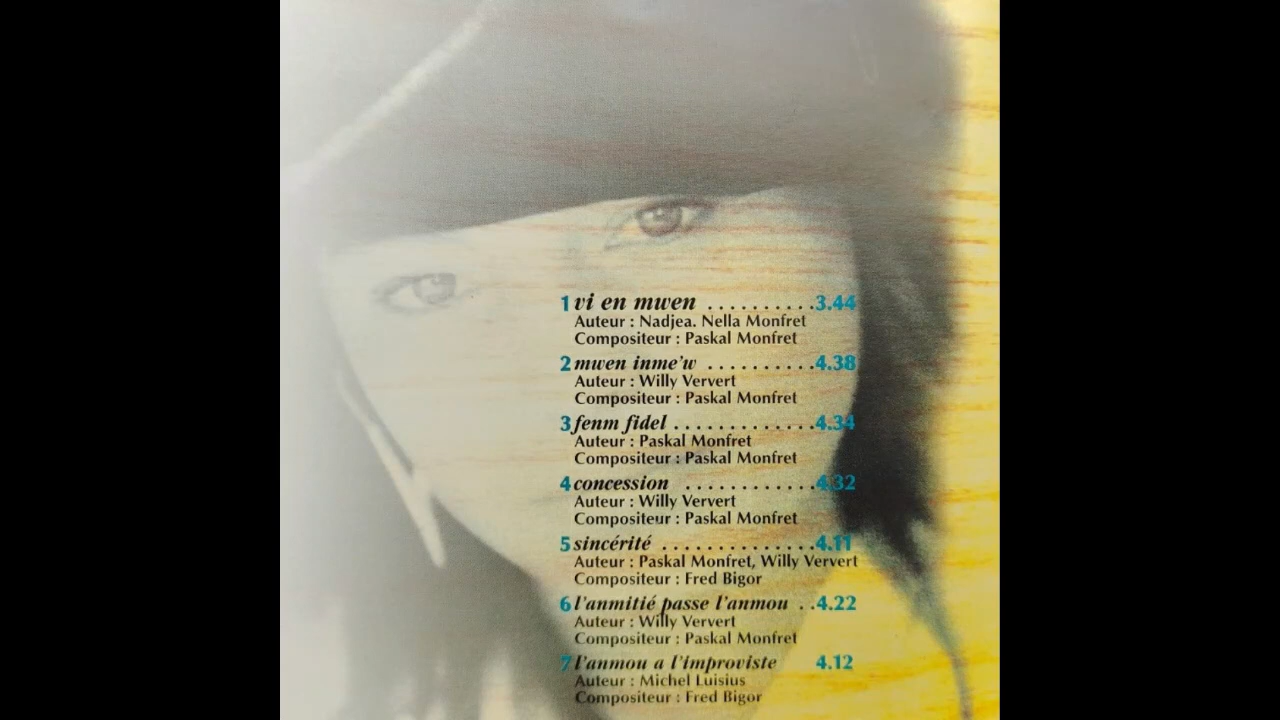 1 vi en mwen ..........3.44
Auteur : Nadjea. Nella Monfret
Compositeur : Paskal Monfret
2 mwen inme'w ..........4.38
Auteur : Willy Ververt
Compositeur : Paskal Monfret
3 fenm fidel .............4.34
Auteur : Paskal Monfret
Compositeur : Paskal Monfret
4 concession ............4.32
Auteur : Willy Ververt
Compositeur : Paskal Monfret
5 sincérité ..............4.11
Auteur : Paskal Monfret, Willy Ververt
Compositeur : Fred Bigor
6 l'anmitié passe l'anmou ..4.22
Auteur : Willy Ververt
Compositeur : Paskal Monfret
7 l'anmou a l'improviste 4.12
Auteur : Michel Luisius
Compositeur : Fred Bigor